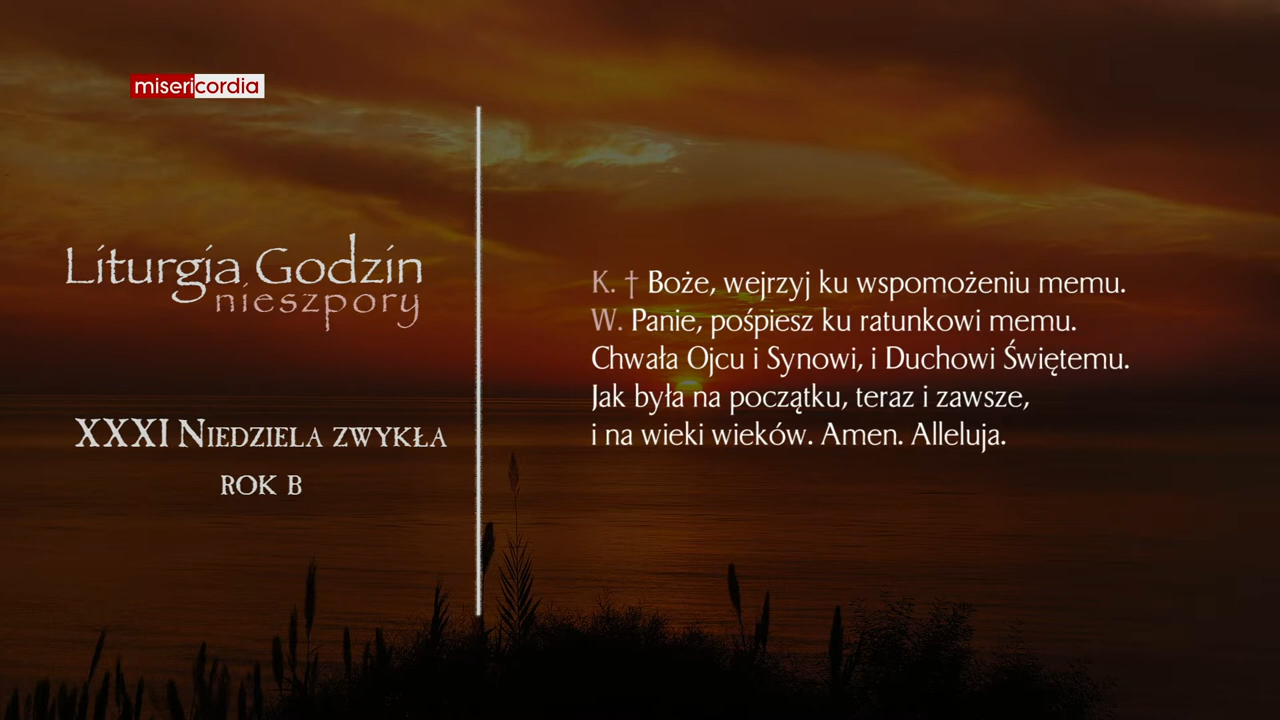 misericordia
Liturgia Godzin
nieszpory
XXXI Niedziela zwykła
rok B
K. † Boże, wejrzyj ku wspomożeniu memu.
W. Panie, pośpiesz ku ratunkowi memu.
Chwała Ojcu i Synowi, i Duchowi Świętemu.
Jak była na początku, teraz i zawsze,
i na wieki wieków. Amen. Alleluja.